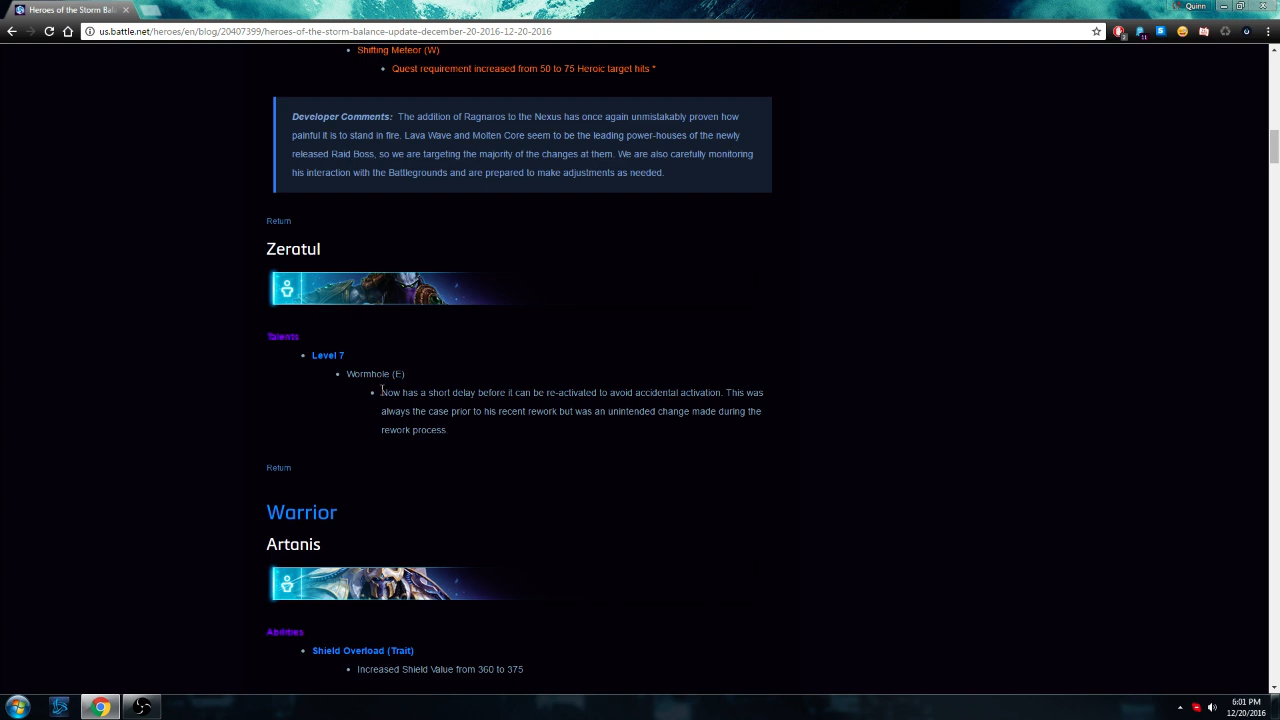 Heroes of the Storm Bala
Quinn
us.battle.net/heroes/en/blog/20407399/heroes-of-the-storm-balance-update-december-20-2016-12-20-2016
Shifting Meteor (W)
Quest requirement increased from 50 to 75 Heroic target hits *
Developer Comments: The addition of Ragnaros to the Nexus has once again unmistakably proven how
painful it is to stand in fire. Lava Wave and Molten Core seem to be the leading power-houses of the newly
released Raid Boss, so we are targeting the majority of the changes at them. We are also carefully monitoring
his interaction with the Battlegrounds and are prepared to make adjustments as needed.
Return
Zeratul
Talents
Level 7
Wormhole (E)
Now has a short delay before it can be re-activated to avoid accidental activation. This was
always the case prior to his recent rework but was an unintended change made during the
rework process.
Return
Warrior
Artanis
Abilities
Shield Overload (Trait)
Increased Shield Value from 360 to 375
6:01 PM
12/20/2016